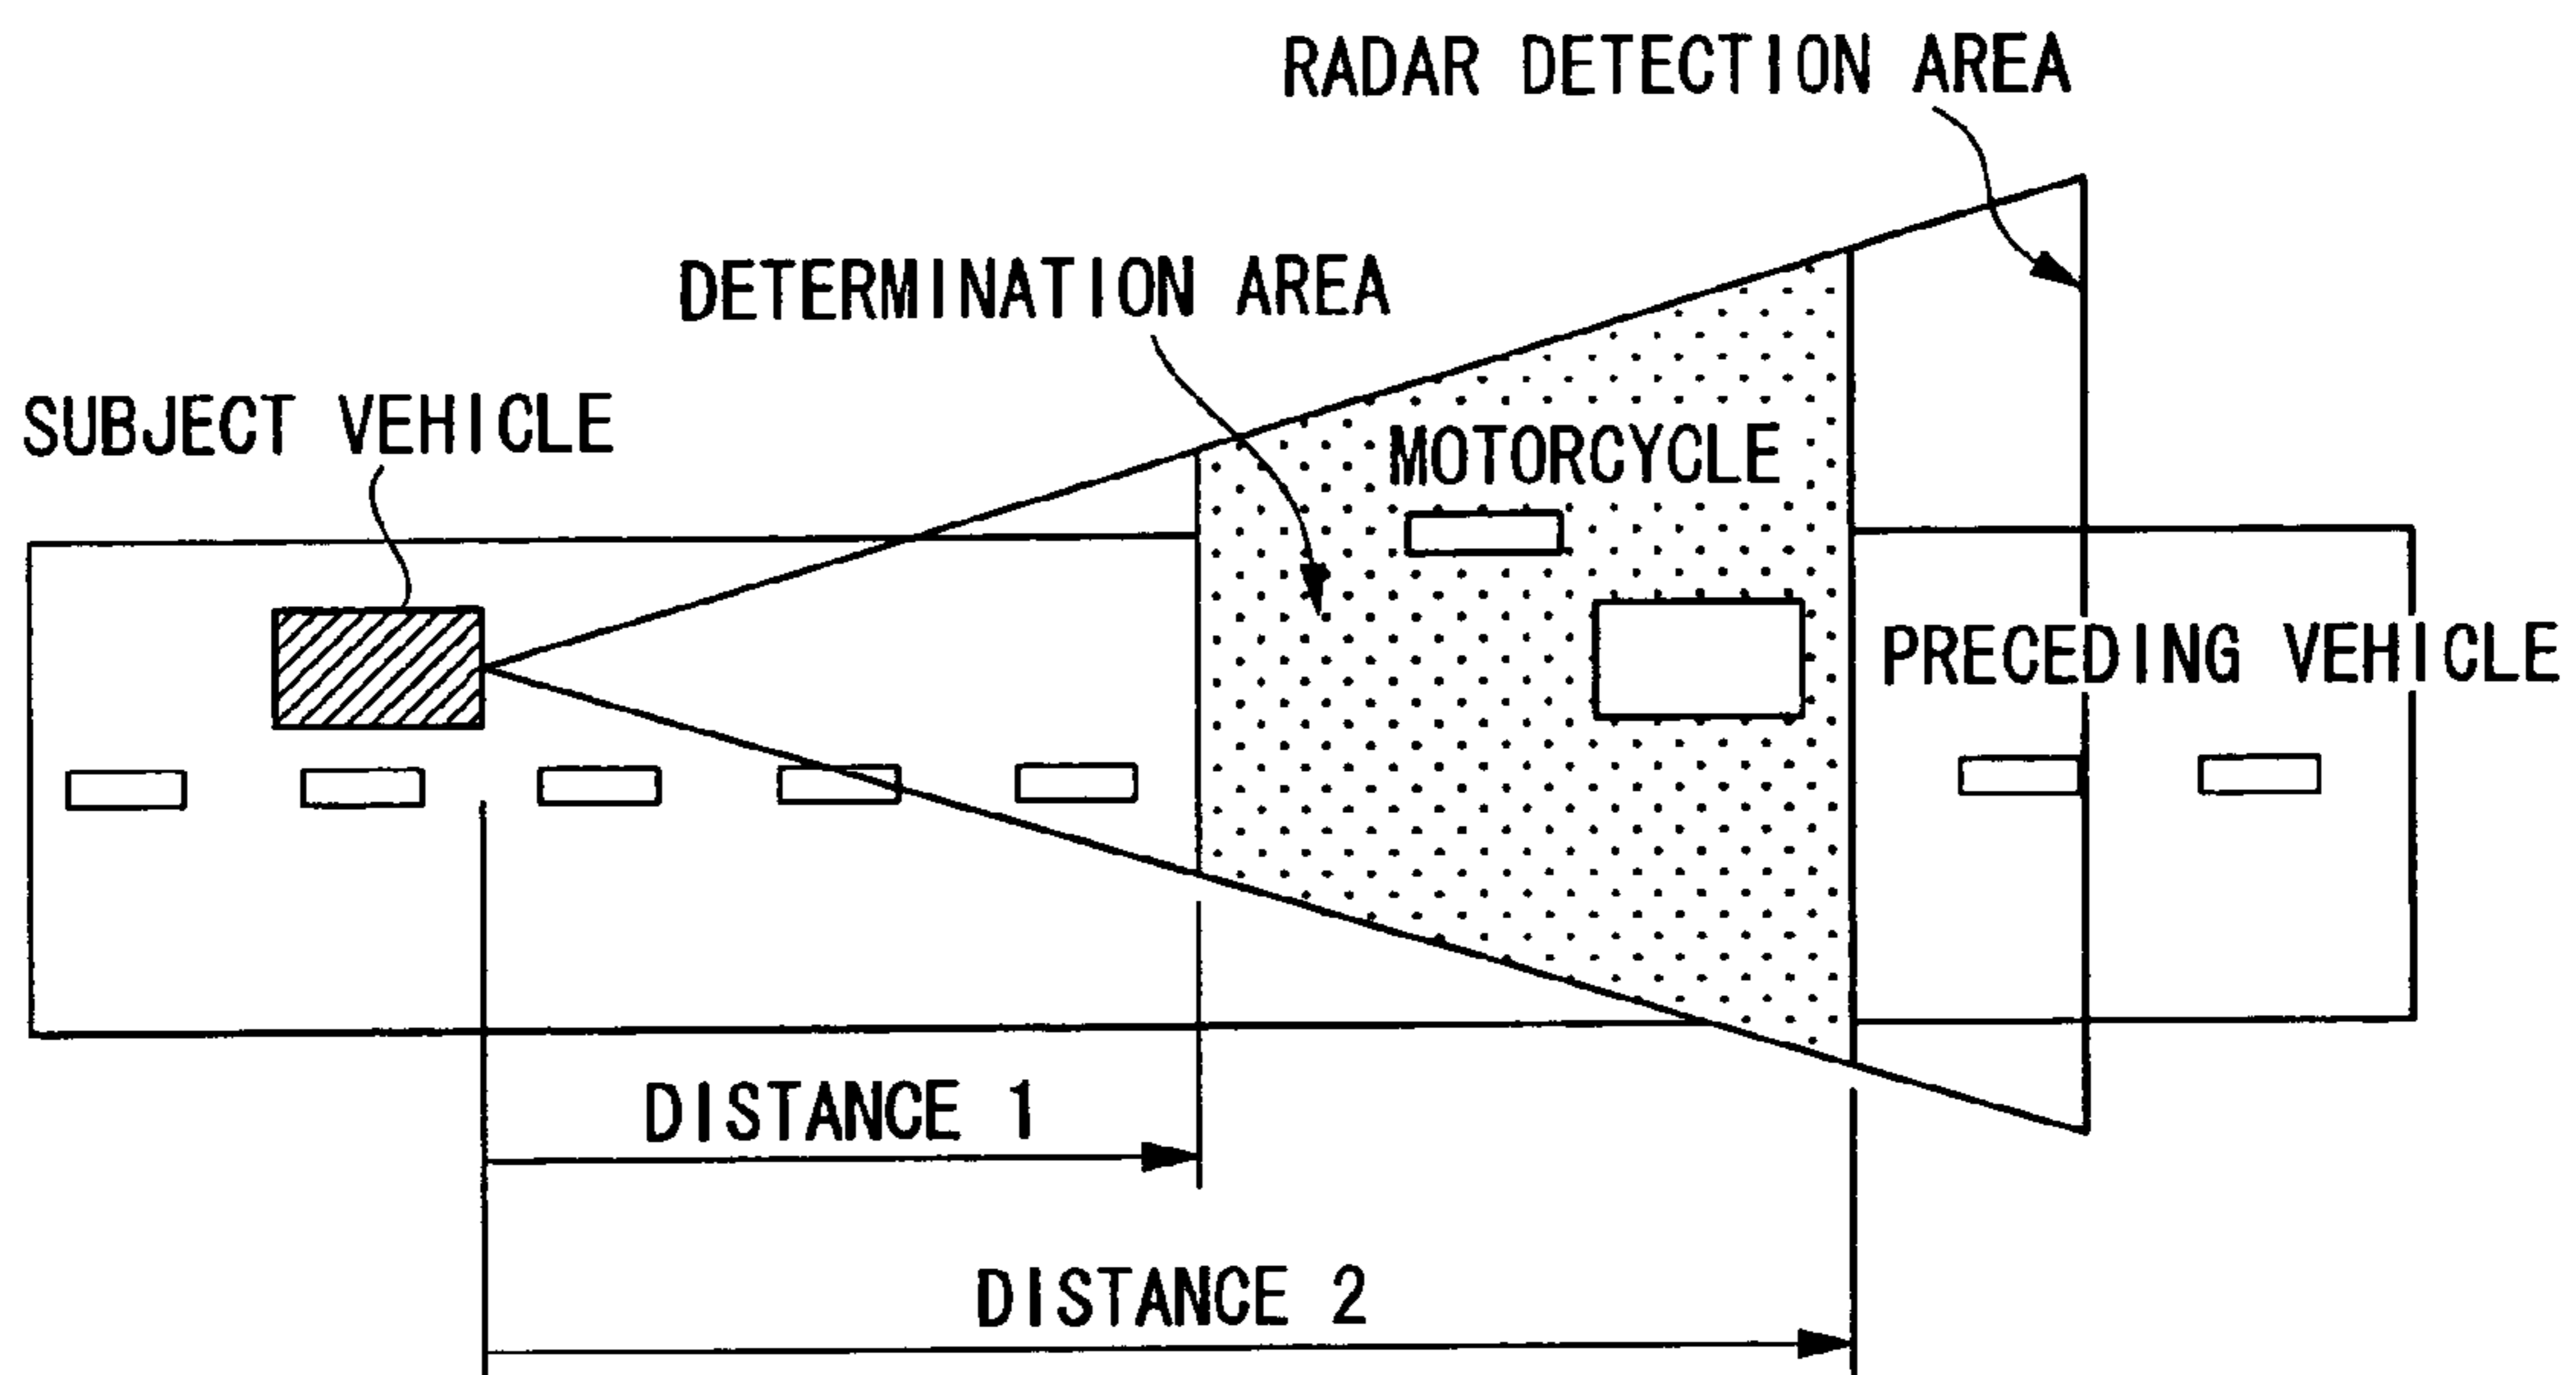 RADAR DETECTION AREA
DETERMINATION AREA
SUBJECT VEHICLE
MOTORCYCLE
PRECEDING VEHICLE
DISTANCE 1
DISTANCE 2